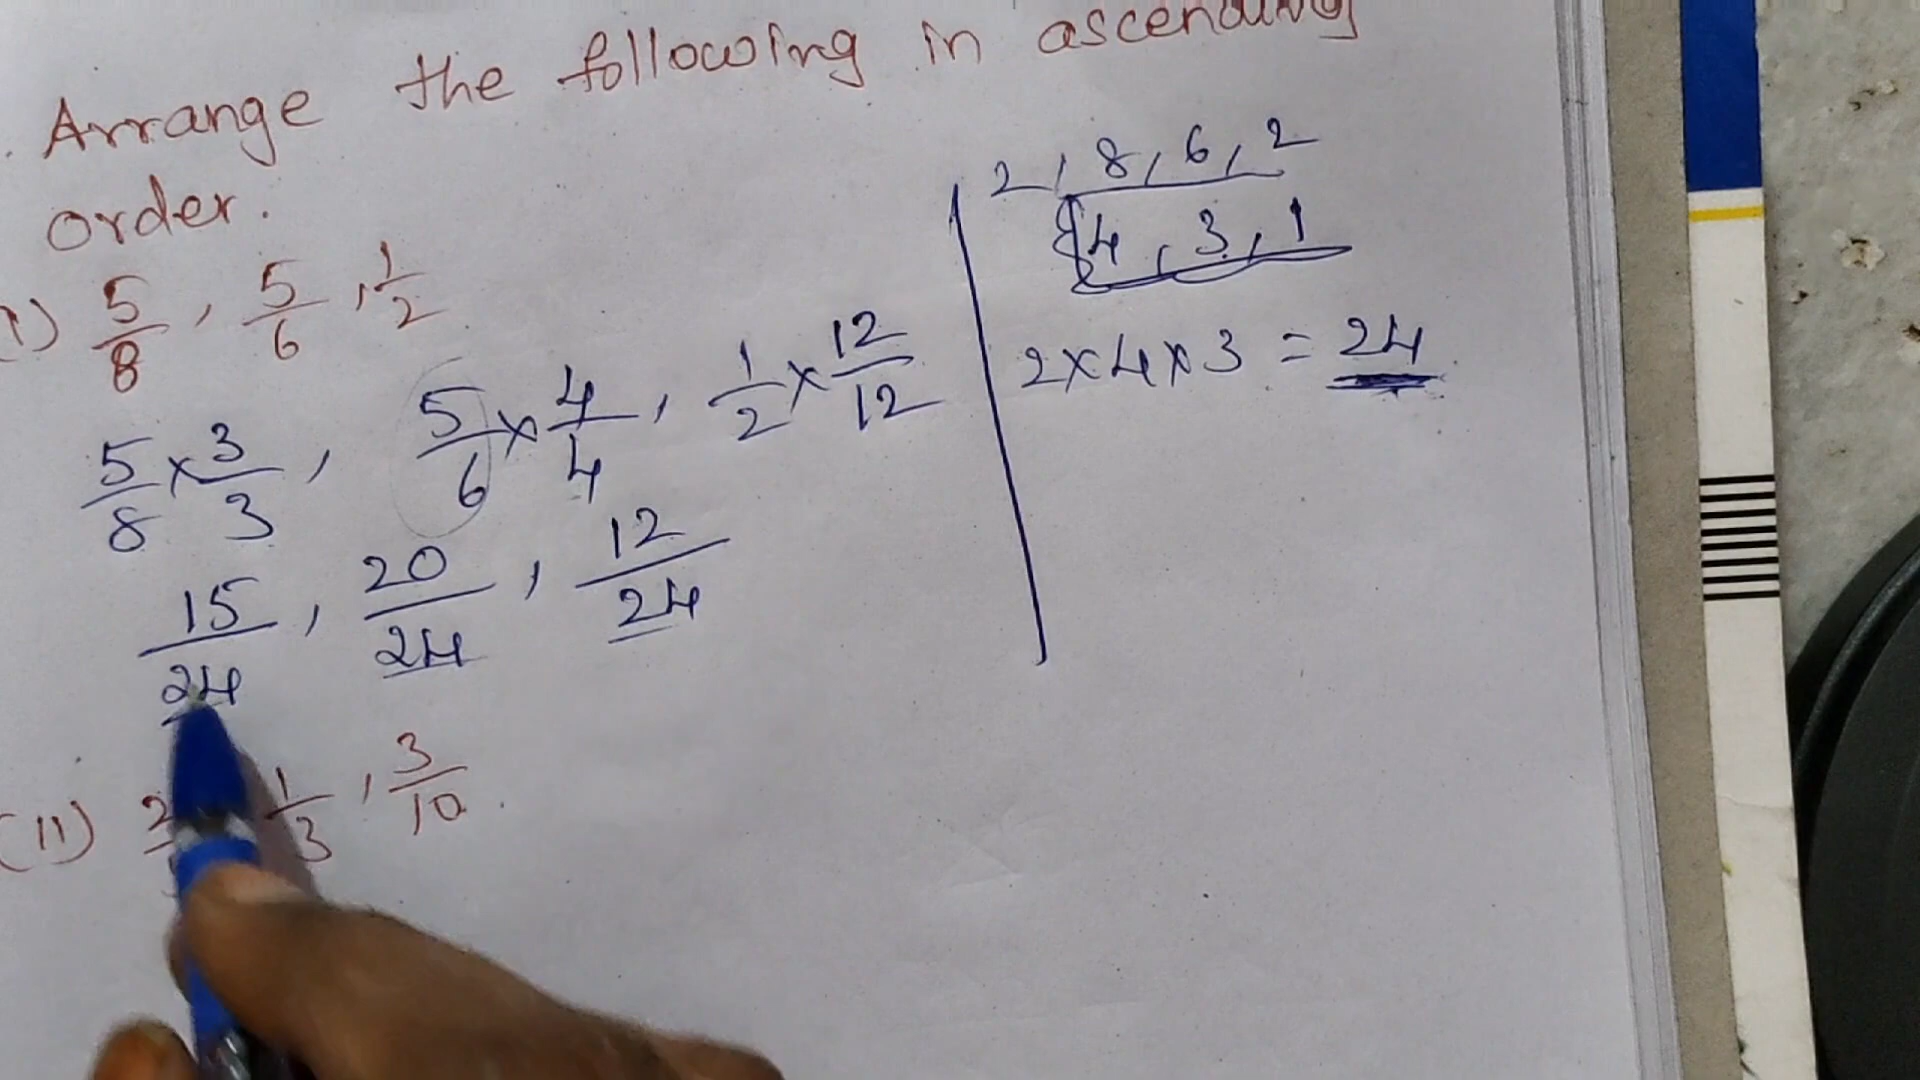 Arrange the following in ascending
order.
(I) 5/8, 5/6, 1/2
5/8 × 3/3, 5/6 × 4/4, 1/2 × 12/12
15/24, 20/24, 12/24
(II) 2 1/3, 3/10.
2, 8, 6, 2
4, 3, 1
2×4×3 = 24